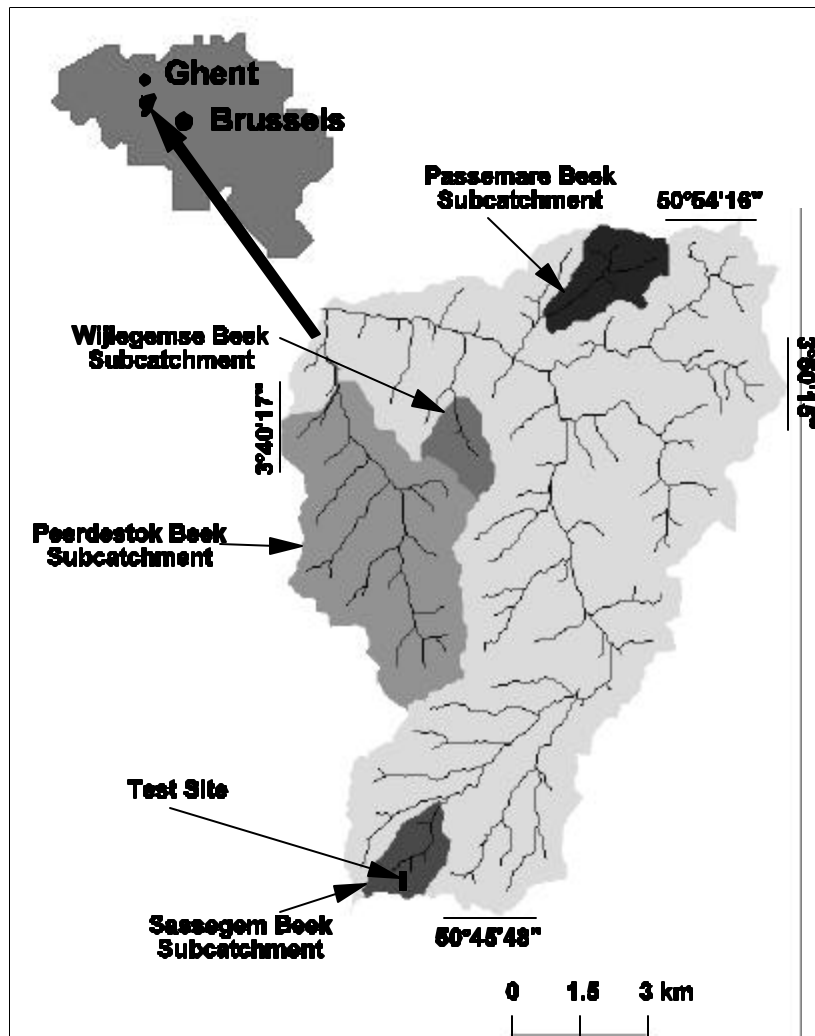 Ghent
Brussels
Passemare Beek
Subcatchment
50°54'16"
Wijlegemse Beek
Subcatchment
3°50'15"
3°40'17"
Peerdestok Beek
Subcatchment
Test Site
Sassegem Beek
Subcatchment
50°45'48"
0 1.5 3 km